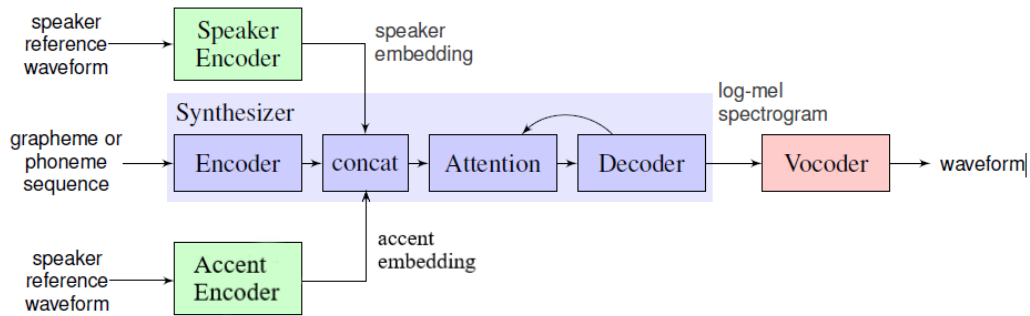 speaker
reference
waveform
Speaker
Encoder
speaker
embedding
Synthesizer
log-mel
spectrogram
grapheme or
phoneme
sequence
Encoder
concat
Attention
Decoder
Vocoder
waveform
speaker
reference
waveform
Accent
Encoder
accent
embedding